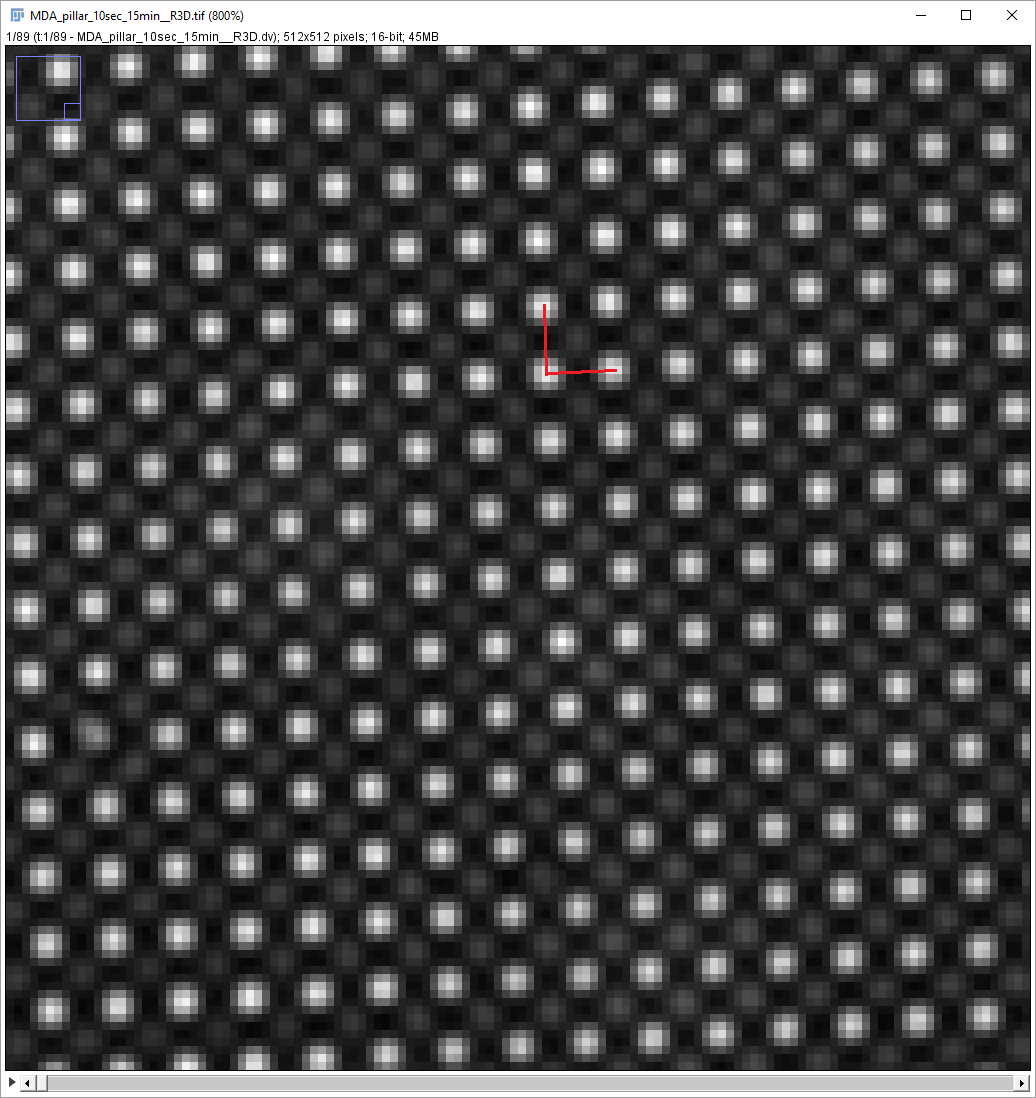 MDA_pillar_10sec_15min__R3D.tif (800%)
1/89 (t:1/89 - MDA_pillar_10sec_15min__R3D.dv); 512x512 pixels; 16-bit; 45MB